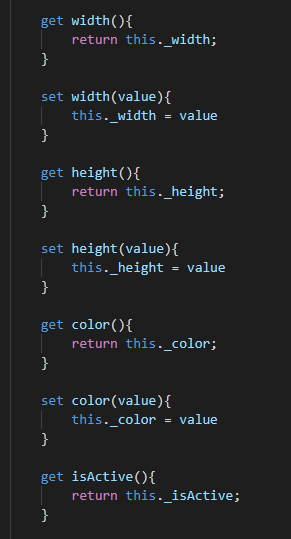 get width(){
return this._width;
}
set width(value){
this._width = value
}
get height(){
return this._height;
}
set height(value){
this._height = value
}
get color(){
return this._color;
}
set color(value){
this._color = value
}
get isActive(){
return this._isActive;
}